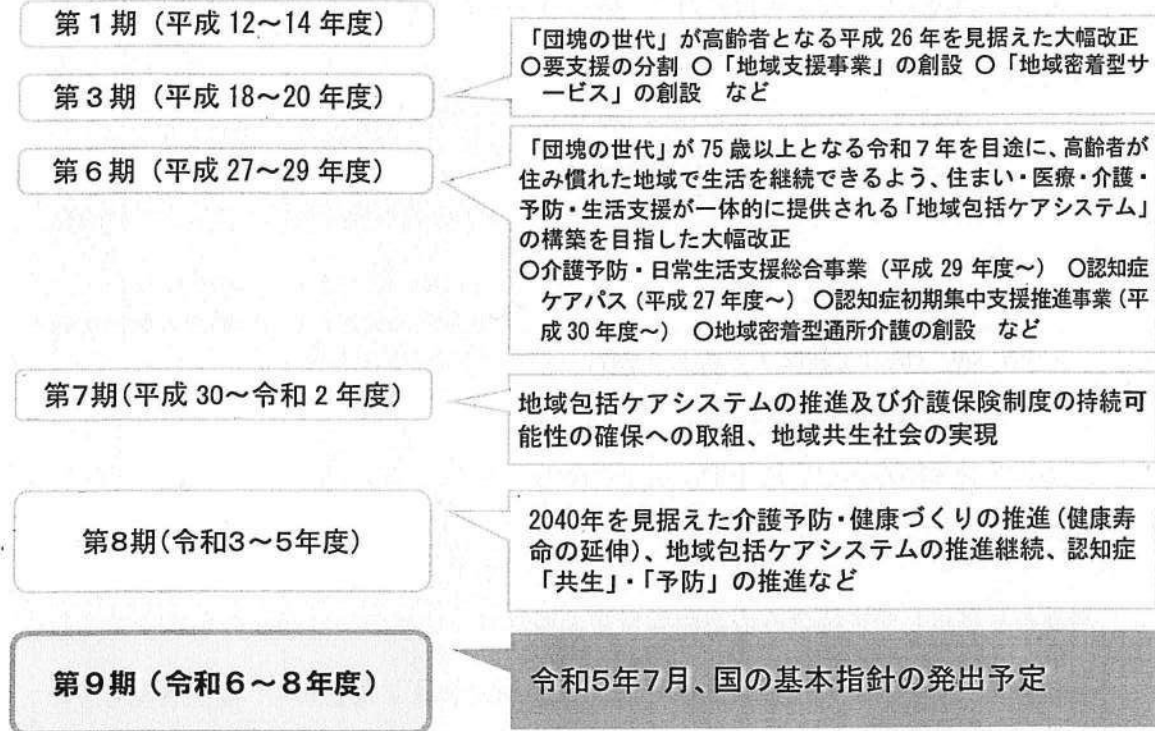 第1期（平成12～14年度）
「団塊の世代」が高齢者となる平成26年を見据えた大幅改正
〇要支援の分割 〇「地域支援事業」の創設 〇「地域密着型サ
ービス」の創設　など
第3期（平成18～20年度）
第6期（平成27～29年度）
「団塊の世代」が75歳以上となる令和7年を目途に、高齢者が
住み慣れた地域で生活を継続できるよう、住まい・医療・介護・
予防・生活支援が一体的に提供される「地域包括ケアシステム」
の構築を目指した大幅改正
〇介護予防・日常生活支援総合事業（平成29年度～）　〇認知症
ケアパス（平成27年度～）　〇認知症初期集中支援推進事業（平
成30年度～）　〇地域密着型通所介護の創設　など
第7期（平成30～令和2年度）
地域包括ケアシステムの推進及び介護保険制度の持続可
能性の確保への取組、地域共生社会の実現
第8期（令和3～5年度）
2040年を見据えた介護予防・健康づくりの推進（健康寿
命の延伸）、地域包括ケアシステムの推進継続、認知症
「共生」・「予防」の推進など
第9期（令和6～8年度）
令和5年7月、国の基本指針の発出予定